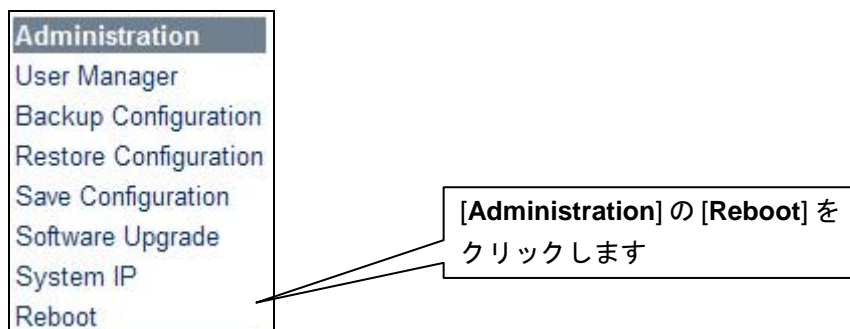 Administration
User Manager
Backup Configuration
Restore Configuration
Save Configuration
Software Upgrade
System IP
Reboot
[Administration] の [Reboot] を
クリックします